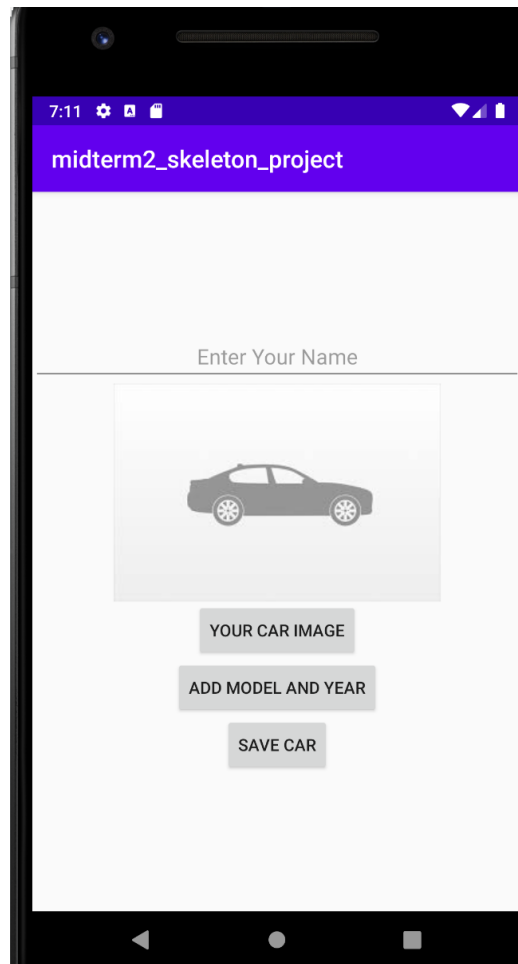 7:11
midterm2_skeleton_project
Enter Your Name
YOUR CAR IMAGE
ADD MODEL AND YEAR
SAVE CAR